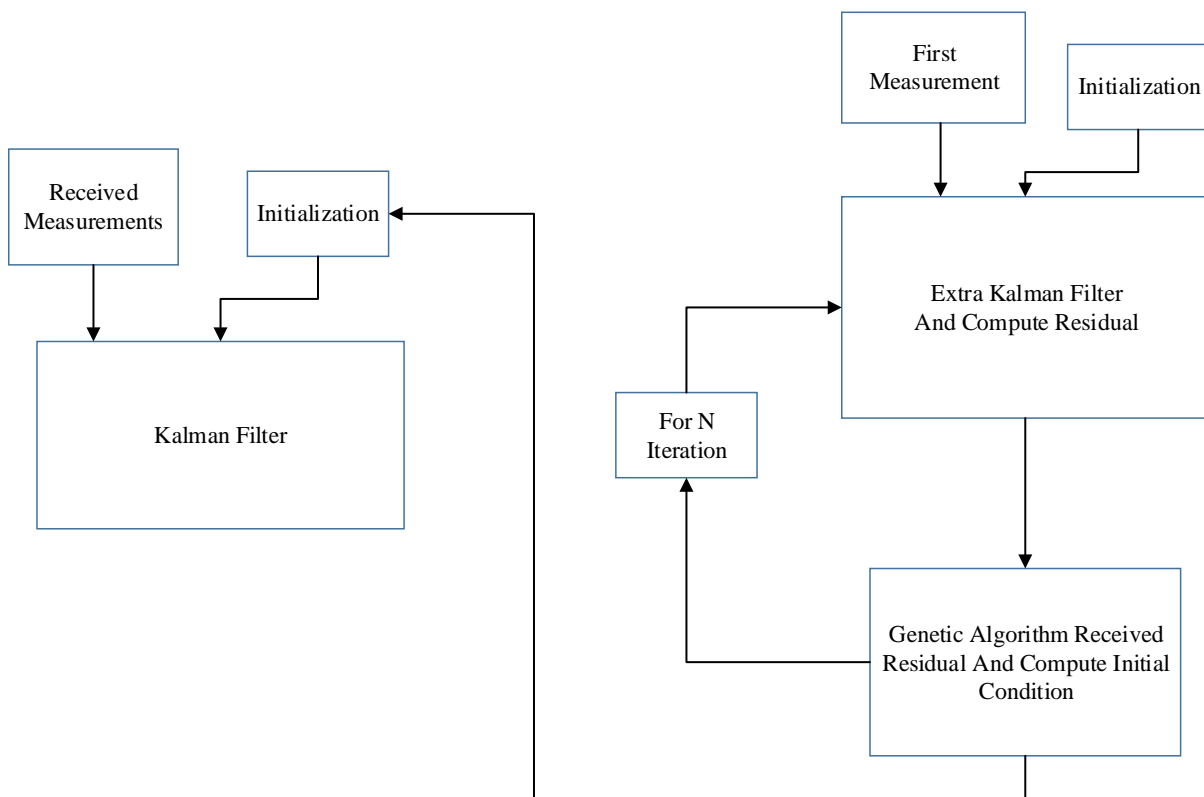 Received
Measurements
Initialization
Kalman Filter
First
Measurement
Initialization
Extra Kalman Filter
And Compute Residual
For N
Iteration
Genetic Algorithm Received
Residual And Compute Initial
Condition